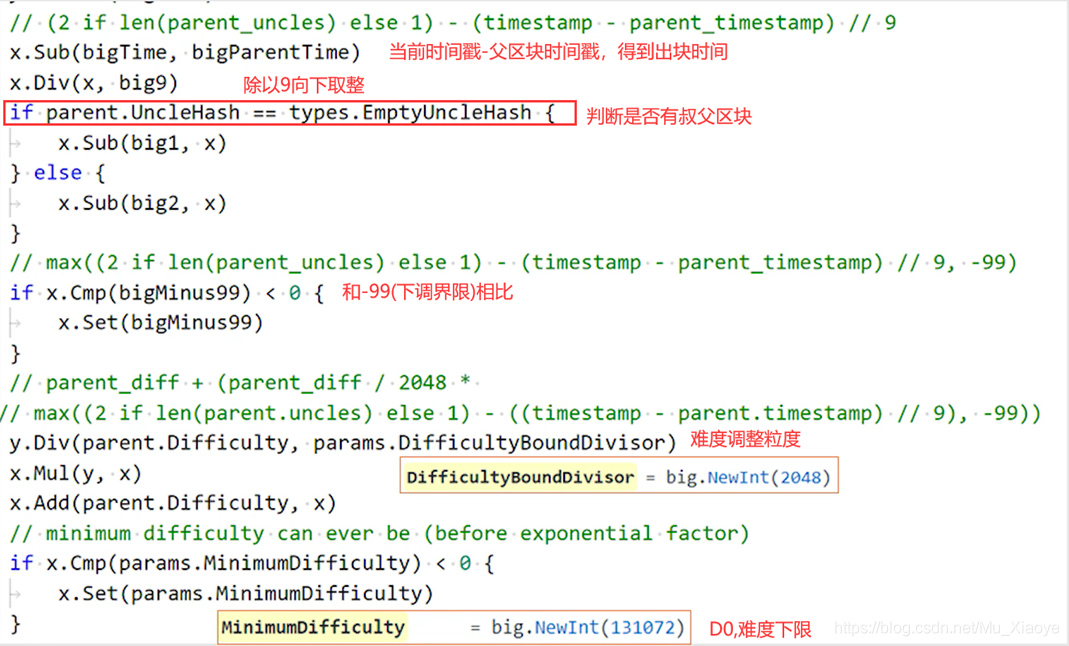 // (2 if len(parent_uncles) else 1) - (timestamp - parent_timestamp) // 9
x.Sub(bigTime, bigParentTime) 当前时间戳-父区块时间戳，得到出块时间
x.Div(x, big9) 除以9向下取整
if parent.UncleHash == types.EmptyUncleHash { 判断是否有叔父区块
x.Sub(big1, x)
} else {
x.Sub(big2, x)
}
// max((2 if len(parent_uncles) else 1) - (timestamp - parent_timestamp) // 9, -99)
if x.Cmp(bigMinus99) < 0 { 和-99(下调界限)相比
x.Set(bigMinus99)
}
// parent_diff + (parent_diff / 2048 *
// max((2 if len(parent.uncles) else 1) - ((timestamp - parent.timestamp) // 9), -99))
y.Div(parent.Difficulty, params.DifficultyBoundDivisor) 难度调整粒度
x.Mul(y, x) DifficultyBoundDivisor = big.NewInt(2048)
x.Add(parent.Difficulty, x)
// minimum difficulty can ever be (before exponential factor)
if x.Cmp(params.MinimumDifficulty) < 0 {
x.Set(params.MinimumDifficulty)
} MinimumDifficulty = big.NewInt(131072) D0,难度下限 https://blog.csdn.net/Mu_Xiaoye